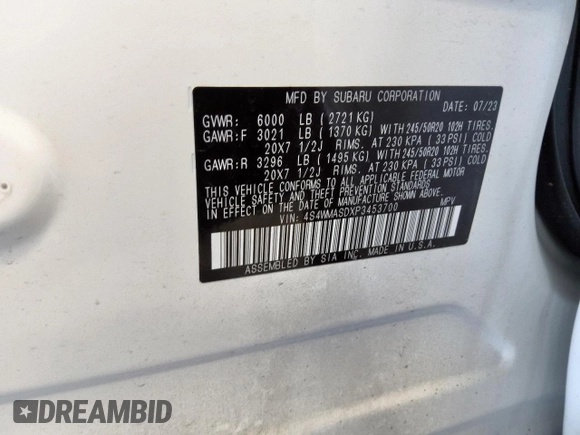 MFD BY SUBARU CORPORATION
DATE: 07/23
GVWR: 6000 LB ( 2721 KG)
GAWR:F 3021 LB ( 1370 KG) WITH 245/50R20 102H TIRES,
20X7 1/2J RIMS. AT 230 KPA ( 33 PSI) COLD
GAWR:R 3296 LB ( 1495 KG) WITH 245/50R20 102H TIRES,
20X7 1/2J RIMS. AT 230 KPA ( 33 PSI) COLD
THIS VEHICLE CONFORMS TO ALL APPLICABLE FEDERAL MOTOR
VEHICLE SAFETY STANDARDS IN EFFECT ON THE
DATE OF MANUFACTURE SHOWN ABOVE.
VIN: 4S4WMASDXP3453700 MPV
ASSEMBLED BY SIA INC. MADE IN U.S.A.
DREAMBID